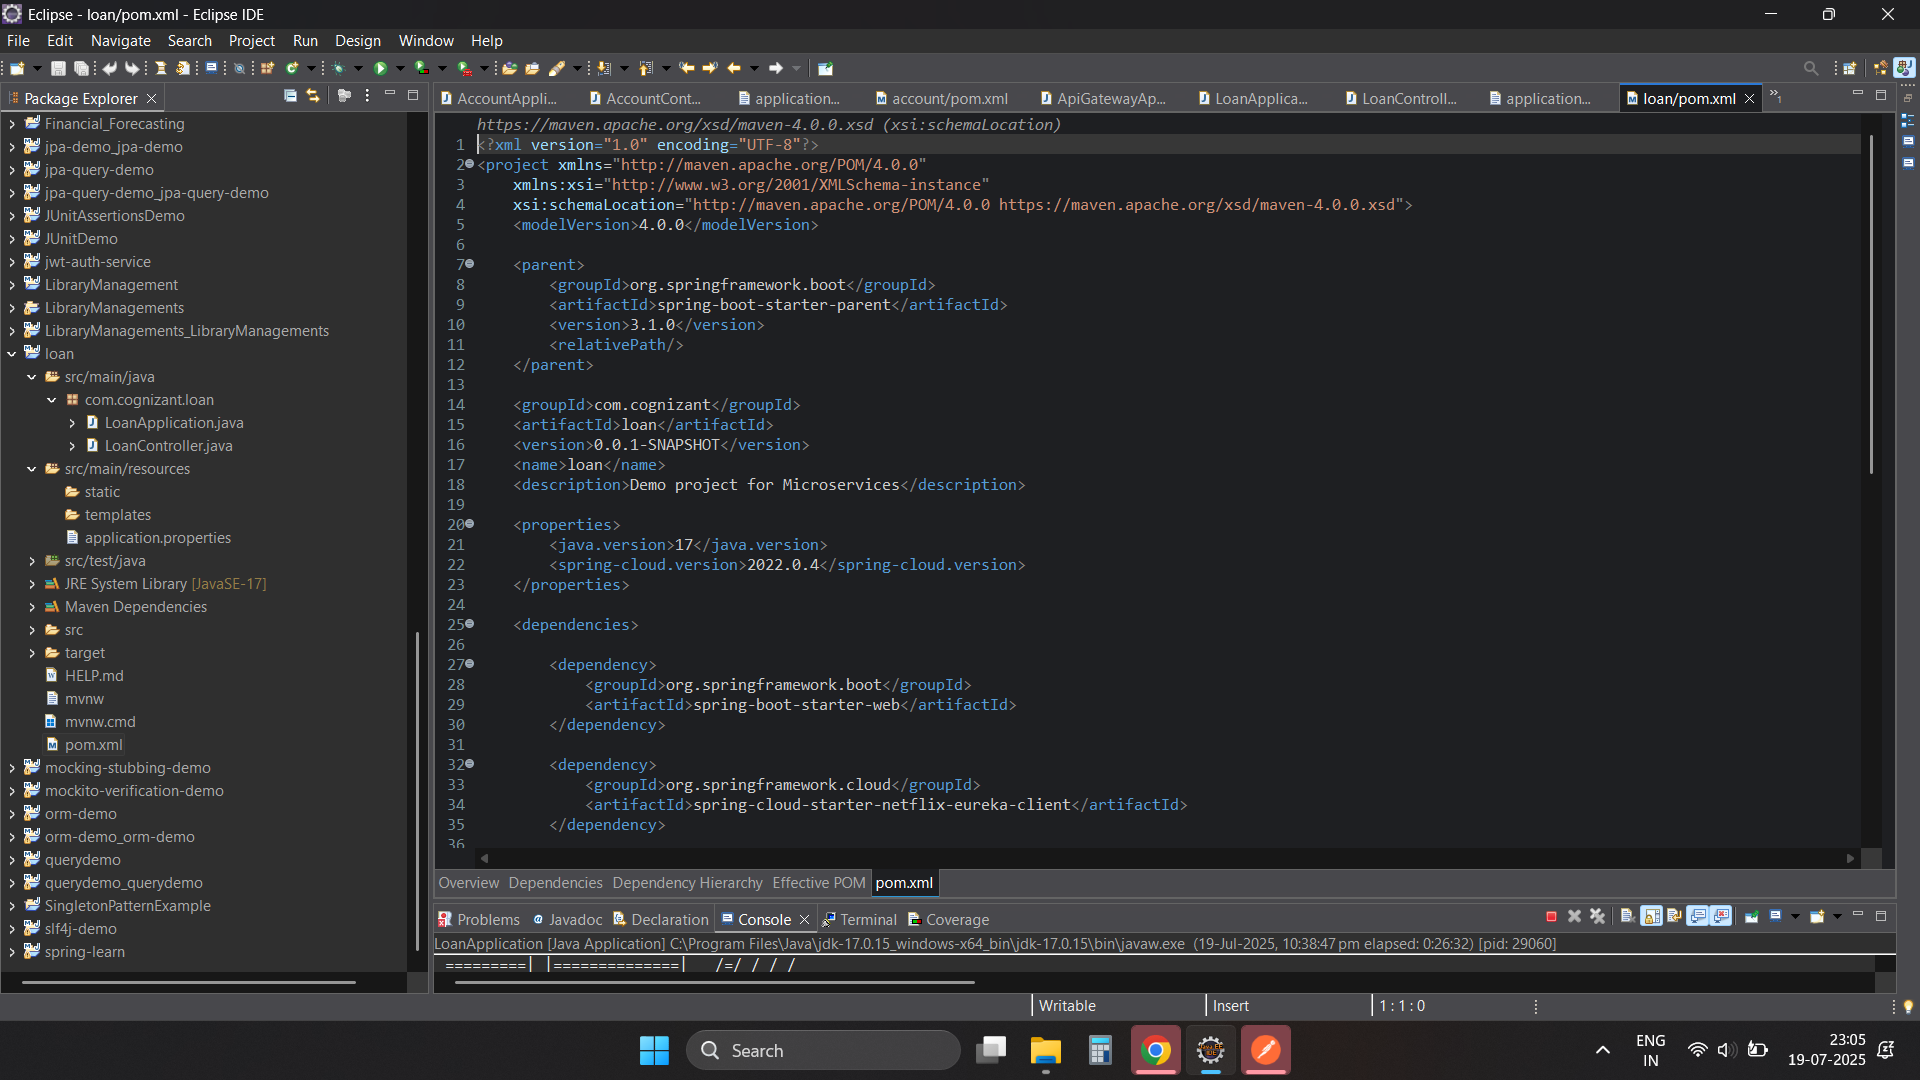 Eclipse - loan/pom.xml - Eclipse IDE
File Edit Navigate Search Project Run Design Window Help
Package Explorer
AccountAppli... AccountCont... application... account/pom.xml ApiGatewayAp... LoanApplica... LoanControll... application... loan/pom.xml »1
Financial_Forecasting
jpa-demo_jpa-demo
jpa-query-demo
jpa-query-demo_jpa-query-demo
JUnitAssertionsDemo
JUnitDemo
jwt-auth-service
LibraryManagement
LibraryManagements
LibraryManagements_LibraryManagements
loan
src/main/java
com.cognizant.loan
LoanApplication.java
LoanController.java
src/main/resources
static
templates
application.properties
src/test/java
JRE System Library [JavaSE-17]
Maven Dependencies
src
target
HELP.md
mvnw
mvnw.cmd
pom.xml
mocking-stubbing-demo
mockito-verification-demo
orm-demo
orm-demo_orm-demo
querydemo
querydemo_querydemo
SingletonPatternExample
slf4j-demo
spring-learn
https://maven.apache.org/xsd/maven-4.0.0.xsd (xsi:schemaLocation)
1 <?xml version="1.0" encoding="UTF-8"?>
2 <project xmlns="http://maven.apache.org/POM/4.0.0"
3 xmlns:xsi="http://www.w3.org/2001/XMLSchema-instance"
4 xsi:schemaLocation="http://maven.apache.org/POM/4.0.0 https://maven.apache.org/xsd/maven-4.0.0.xsd">
5 <modelVersion>4.0.0</modelVersion>
6
7 <parent>
8 <groupId>org.springframework.boot</groupId>
9 <artifactId>spring-boot-starter-parent</artifactId>
10 <version>3.1.0</version>
11 <relativePath/>
12 </parent>
13
14 <groupId>com.cognizant</groupId>
15 <artifactId>loan</artifactId>
16 <version>0.0.1-SNAPSHOT</version>
17 <name>loan</name>
18 <description>Demo project for Microservices</description>
19
20 <properties>
21 <java.version>17</java.version>
22 <spring-cloud.version>2022.0.4</spring-cloud.version>
23 </properties>
24
25 <dependencies>
26
27 <dependency>
28 <groupId>org.springframework.boot</groupId>
29 <artifactId>spring-boot-starter-web</artifactId>
30 </dependency>
31
32 <dependency>
33 <groupId>org.springframework.cloud</groupId>
34 <artifactId>spring-cloud-starter-netflix-eureka-client</artifactId>
35 </dependency>
36
Overview Dependencies Dependency Hierarchy Effective POM pom.xml
Problems Javadoc Declaration Console Terminal Coverage
LoanApplication [Java Application] C:\Program Files\Java\jdk-17.0.15_windows-x64_bin\jdk-17.0.15\bin\javaw.exe (19-Jul-2025, 10:38:47 pm elapsed: 0:26:32) [pid: 29060]
=========| |==============| /=/ / / /
Writable Insert 1 : 1 : 0
Search
ENG
IN
23:05
19-07-2025